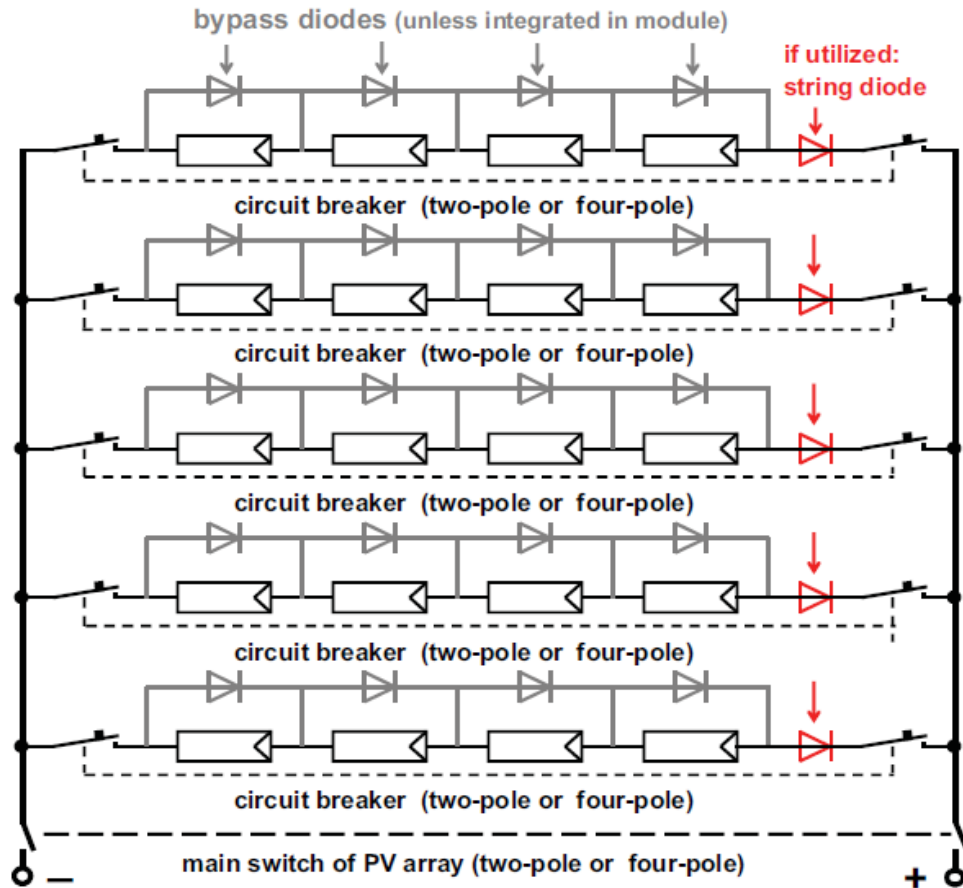 bypass diodes (unless integrated in module)
if utilized:
string diode
circuit breaker (two-pole or four-pole)
circuit breaker (two-pole or four-pole)
circuit breaker (two-pole or four-pole)
circuit breaker (two-pole or four-pole)
circuit breaker (two-pole or four-pole)
main switch of PV array (two-pole or four-pole)
− +